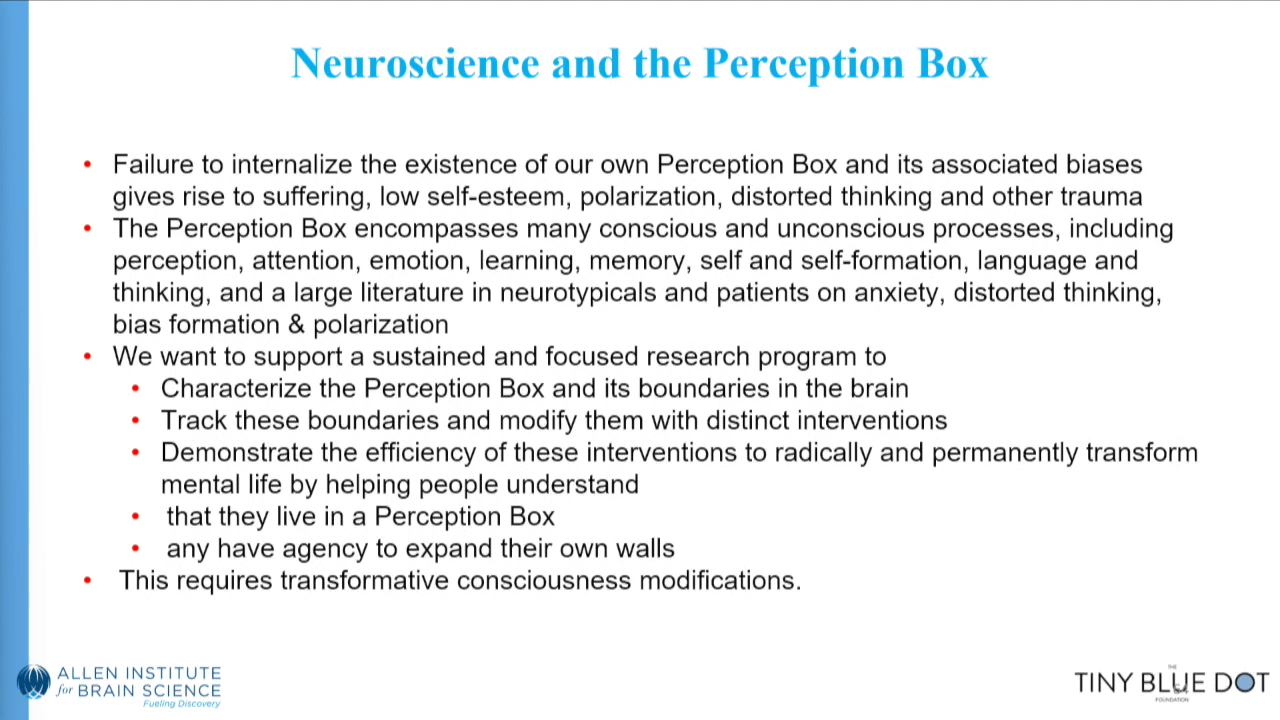 Neuroscience and the Perception Box
• Failure to internalize the existence of our own Perception Box and its associated biases
gives rise to suffering, low self-esteem, polarization, distorted thinking and other trauma
• The Perception Box encompasses many conscious and unconscious processes, including
perception, attention, emotion, learning, memory, self and self-formation, language and
thinking, and a large literature in neurotypicals and patients on anxiety, distorted thinking,
bias formation & polarization
• We want to support a sustained and focused research program to
• Characterize the Perception Box and its boundaries in the brain
• Track these boundaries and modify them with distinct interventions
• Demonstrate the efficiency of these interventions to radically and permanently transform
mental life by helping people understand
• that they live in a Perception Box
• any have agency to expand their own walls
• This requires transformative consciousness modifications.
ALLEN INSTITUTE
for BRAIN SCIENCE
Fueling Discovery
THE
TINY BLUE DOT
FOUNDATION